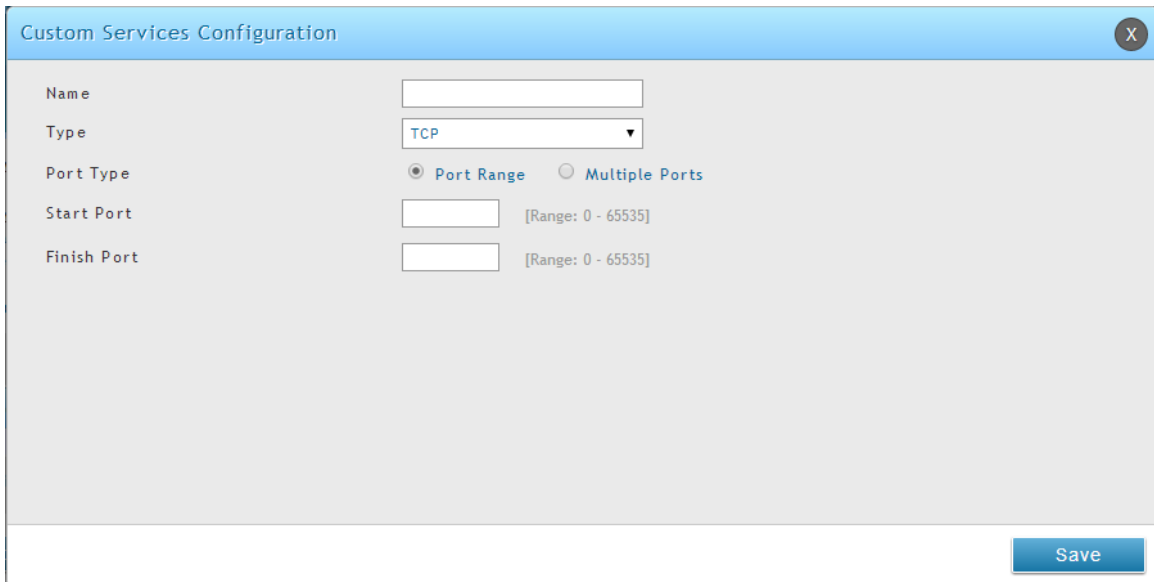 Custom Services Configuration
X
Name
Type TCP
Port Type Port Range Multiple Ports
Start Port [Range: 0 - 65535]
Finish Port [Range: 0 - 65535]
Save